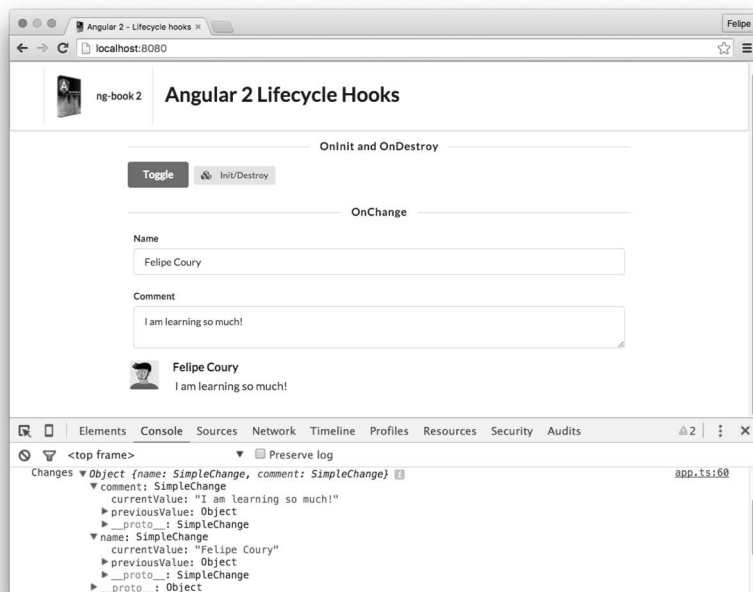 Angular 2 - Lifecycle hooks ×
Felipe
localhost:8080
ng-book 2
Angular 2 Lifecycle Hooks
OnInit and OnDestroy
Toggle
Init/Destroy
OnChange
Name
Felipe Coury
Comment
I am learning so much!
Felipe Coury
I am learning so much!
Elements Console Sources Network Timeline Profiles Resources Security Audits 2
<top frame> ▼ Preserve log
Changes ▼Object {name: SimpleChange, comment: SimpleChange} app.ts:60
▼comment: SimpleChange
currentValue: "I am learning so much!"
▶previousValue: Object
▶__proto__: SimpleChange
▼name: SimpleChange
currentValue: "Felipe Coury"
▶previousValue: Object
▶__proto__: SimpleChange
▶__proto__: Object